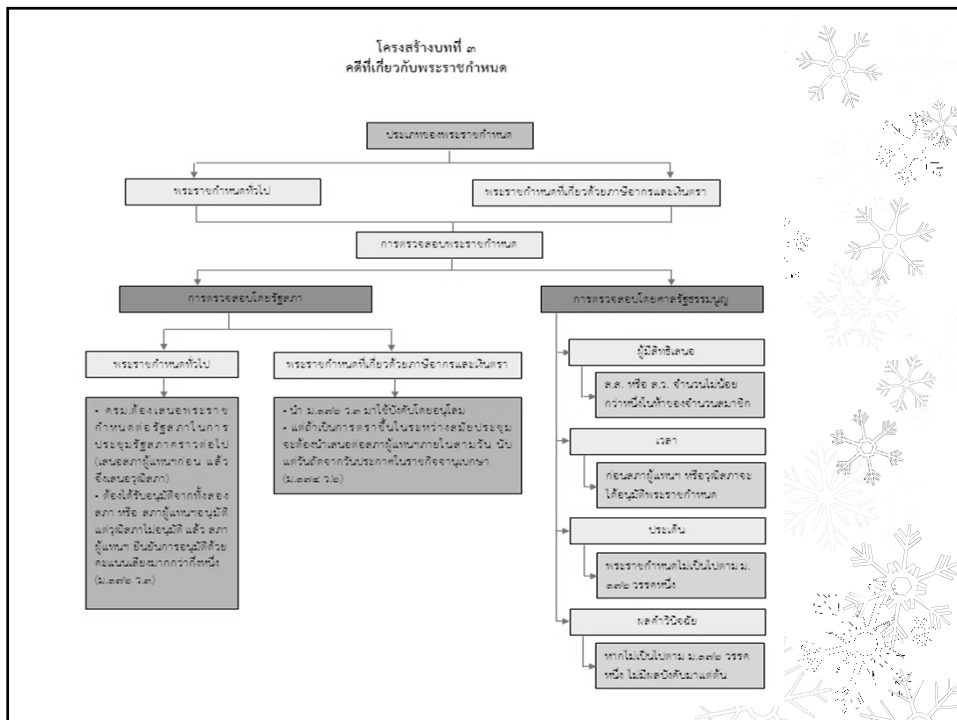 โครงสร้างบทที่ ๓
คดีที่เกี่ยวกับพระราชกำหนด
ประเภทของพระราชกำหนด
พระราชกำหนดทั่วไป
พระราชกำหนดที่เกี่ยวด้วยภาษีอากรและเงินตรา
การตรวจสอบพระราชกำหนด
การตรวจสอบโดยรัฐสภา
การตรวจสอบโดยศาลรัฐธรรมนูญ
พระราชกำหนดทั่วไป
• ครม.ต้องเสนอพระราช
กำหนดต่อรัฐสภาในการ
ประชุมรัฐสภาคราวต่อไป
(เสนอสภาผู้แทนฯก่อน แล้ว
จึงเสนอวุฒิสภา)
• ต้องได้รับอนุมัติจากทั้งสอง
สภา หรือ สภาผู้แทนฯอนุมัติ
แต่วุฒิสภาไม่อนุมัติ แล้ว สภา
ผู้แทนฯ ยืนยันการอนุมัติด้วย
คะแนนเสียงมากกว่ากึ่งหนึ่ง
(ม.๑๗๒ ว.๓)
พระราชกำหนดที่เกี่ยวด้วยภาษีอากรและเงินตรา
• นำ ม.๑๗๒ ว.๓ มาใช้บังคับโดยอนุโลม
• แต่ถ้าเป็นการตราขึ้นในระหว่างสมัยประชุม
จะต้องนำเสนอต่อสภาผู้แทนฯภายในสามวัน นับ
แต่วันถัดจากวันประกาศในราชกิจจานุเบกษา
(ม.๑๗๔ ว.๒)
ผู้มีสิทธิเสนอ
ส.ส. หรือ ส.ว. จำนวนไม่น้อย
กว่าหนึ่งในห้าของจำนวนสมาชิก
เวลา
ก่อนสภาผู้แทนฯ หรือวุฒิสภาจะ
ได้อนุมัติพระราชกำหนด
ประเด็น
พระราชกำหนดไม่เป็นไปตาม ม.
๑๗๒ วรรคหนึ่ง
ผลคำวินิจฉัย
หากไม่เป็นไปตาม ม.๑๗๒ วรรค
หนึ่ง ไม่มีผลบังคับมาแต่ต้น